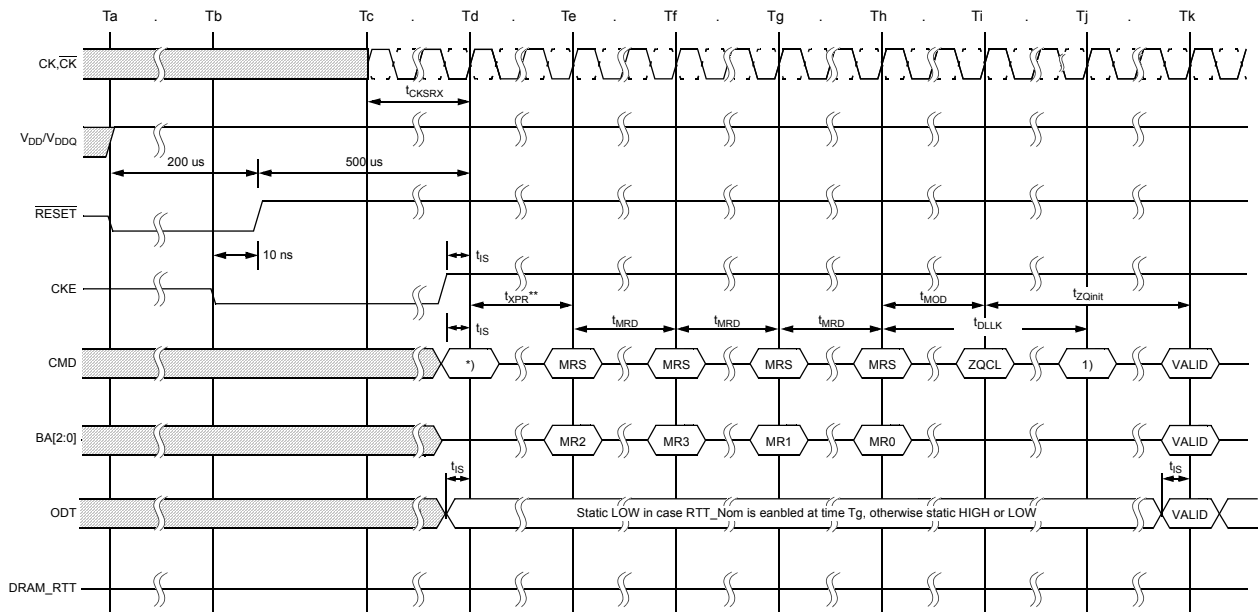 Ta . Tb . Tc . Td . Te . Tf . Tg . Th . Ti . Tj . Tk
CK,CK
tCKSRX
VDD/VDDQ
200 us 500 us
RESET
10 ns tIS
CKE
tXPR** tMOD tZQinit
tIS tMRD tMRD tMRD tDLLK
CMD *) MRS MRS MRS MRS ZQCL 1) VALID
BA[2:0] MR2 MR3 MR1 MR0 VALID
tIS tIS
ODT Static LOW in case RTT_Nom is eanbled at time Tg, otherwise static HIGH or LOW VALID
DRAM_RTT